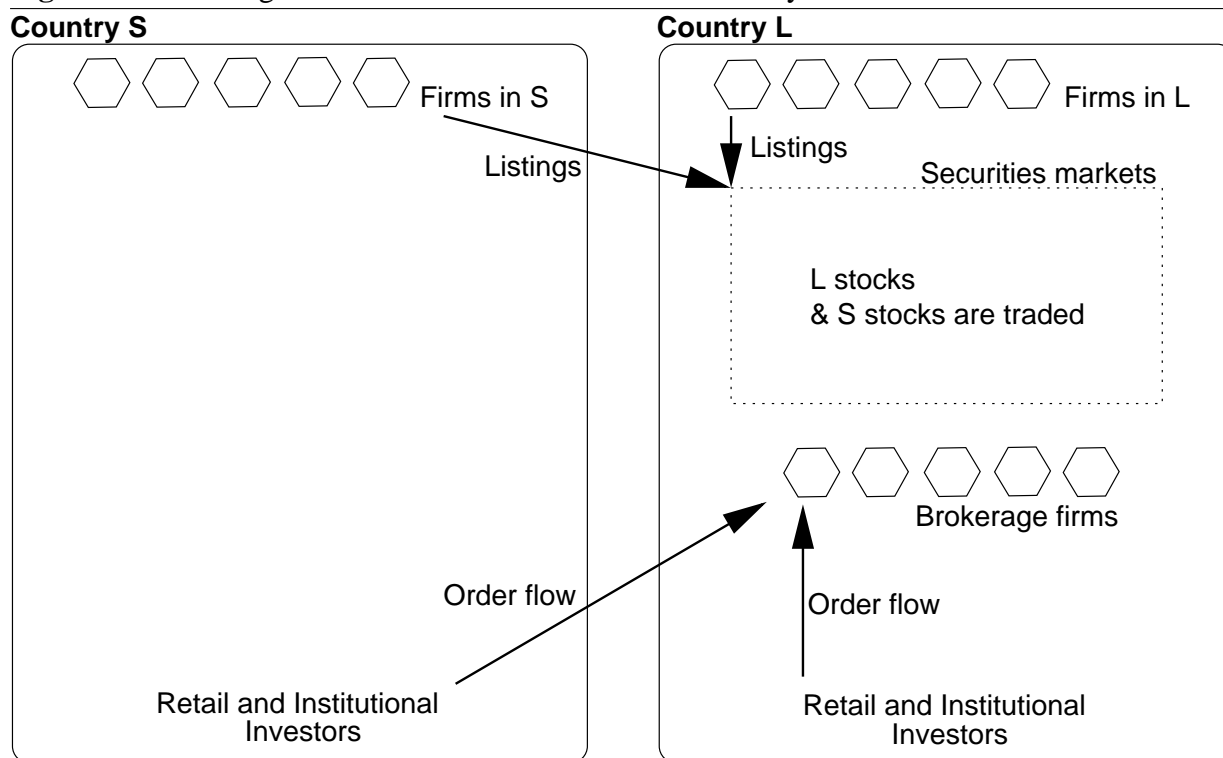 Country S
Country L
Firms in S
Firms in L
Listings
Listings
Securities markets
L stocks
& S stocks are traded
Brokerage firms
Order flow
Order flow
Retail and Institutional
Investors
Retail and Institutional
Investors